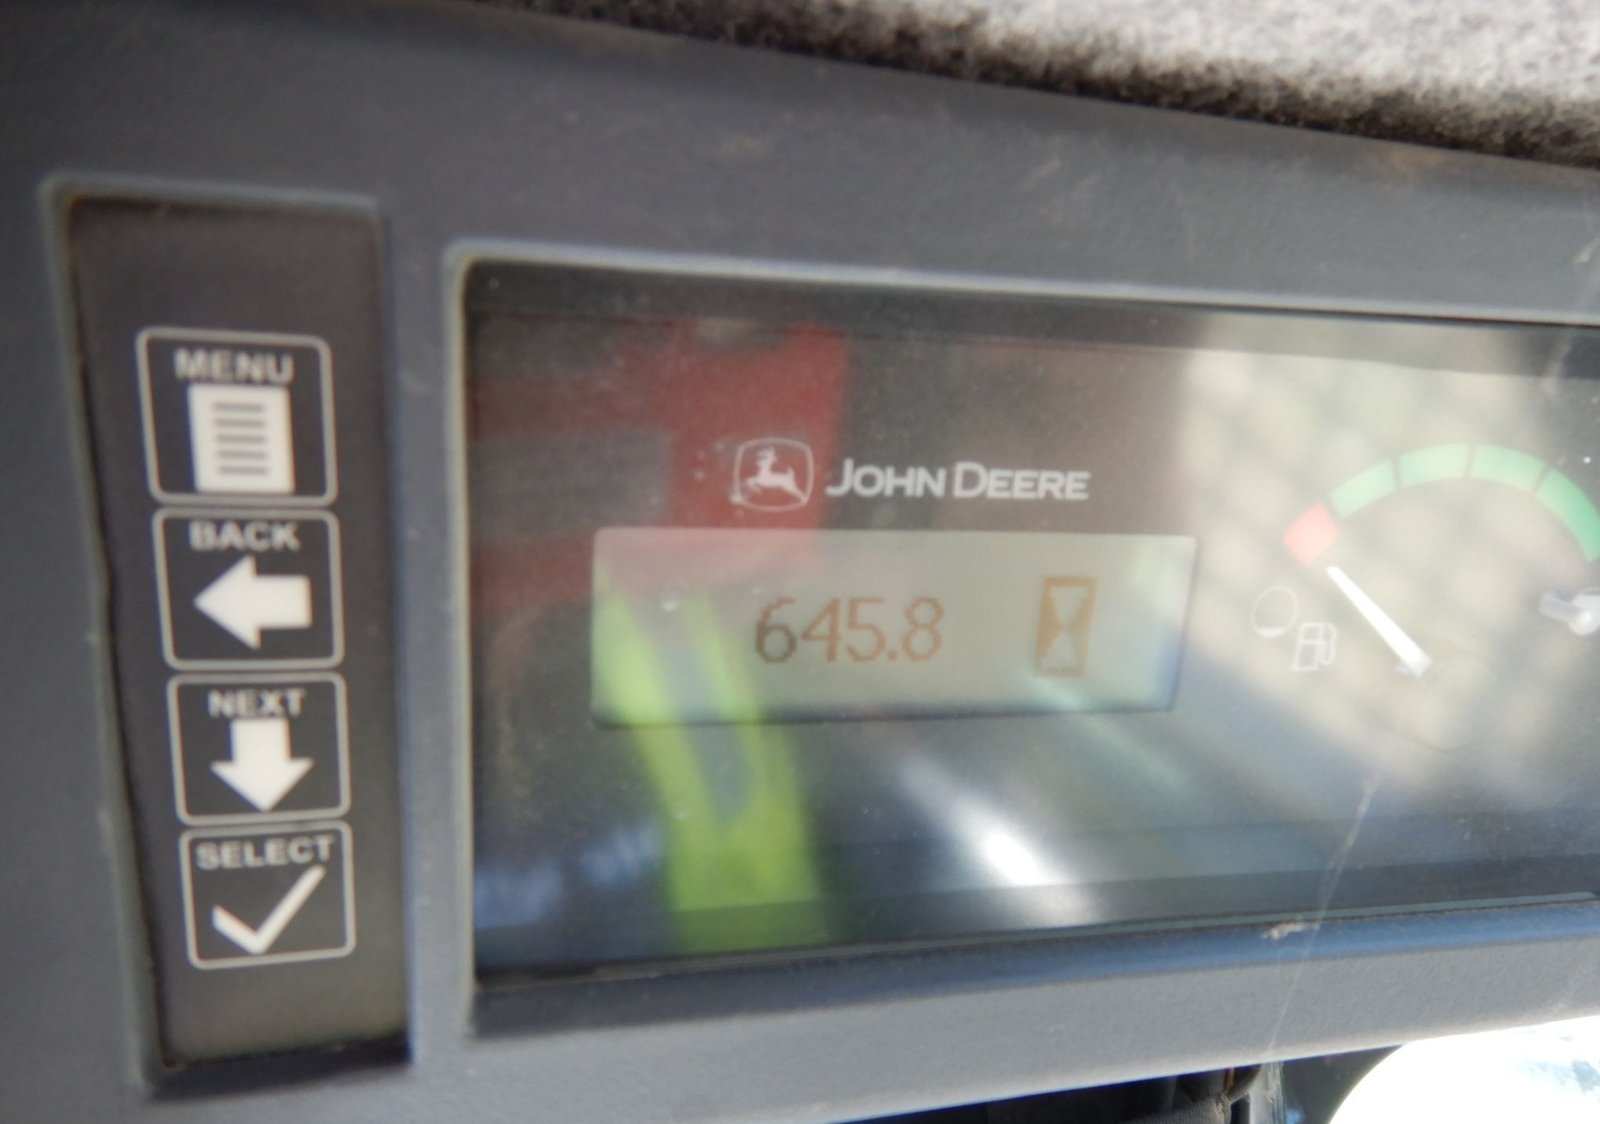 MENU
BACK
NEXT
SELECT
JOHN DEERE
645.8